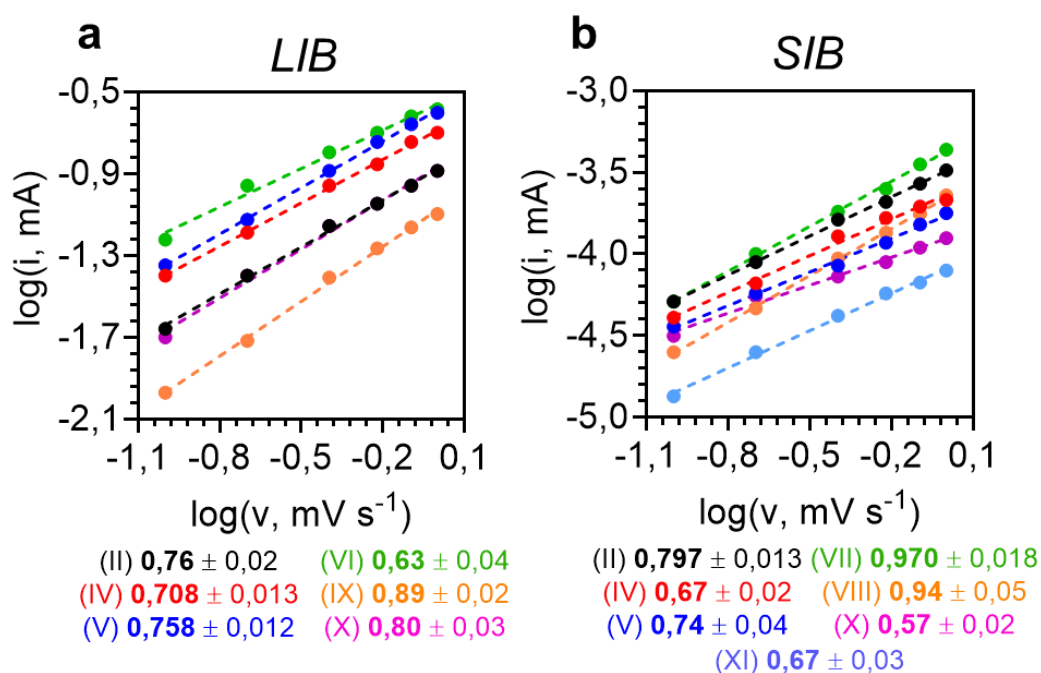 a
LIB
log(i, mA)
-0,5
-0,9
-1,3
-1,7
-2,1
-1,1 -0,8 -0,5 -0,2 0,1
log(v, mV s⁻¹)
(II) 0,76 ± 0,02 (VI) 0,63 ± 0,04
(IV) 0,708 ± 0,013 (IX) 0,89 ± 0,02
(V) 0,758 ± 0,012 (X) 0,80 ± 0,03
b
SIB
log(i, mA)
-3,0
-3,5
-4,0
-4,5
-5,0
-1,1 -0,8 -0,5 -0,2 0,1
log(v, mV s⁻¹)
(II) 0,797 ± 0,013 (VII) 0,970 ± 0,018
(IV) 0,67 ± 0,02 (VIII) 0,94 ± 0,05
(V) 0,74 ± 0,04 (X) 0,57 ± 0,02
(XI) 0,67 ± 0,03